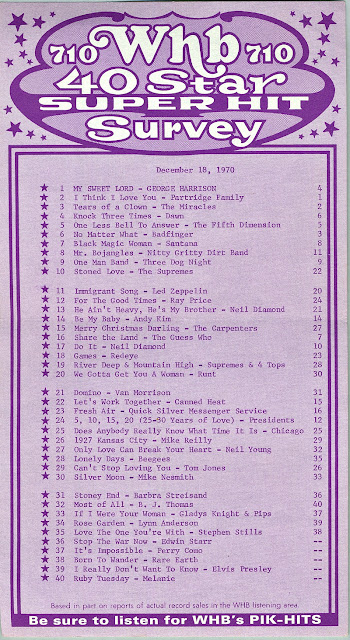 710 Whb 710
40 Star
SUPER HIT
Survey
December 18, 1970
★ 1 MY SWEET LORD - GEORGE HARRISON 4
★ 2 I Think I Love You - Partridge Family 1
★ 3 Tears of a Clown - The Miracles 2
★ 4 Knock Three Times - Dawn 6
★ 5 One Less Bell To Answer - The Fifth Dimension 5
★ 6 No Matter What - Badfinger 3
★ 7 Black Magic Woman - Santana 8
★ 8 Mr. Bojangles - Nitty Gritty Dirt Band 11
★ 9 One Man Band - Three Dog Night 9
★ 10 Stoned Love - The Supremes 22
★ 11 Immigrant Song - Led Zeppelin 20
★ 12 For The Good Times - Ray Price 24
★ 13 He Ain't Heavy, He's My Brother - Neil Diamond 21
★ 14 Be My Baby - Andy Kim 14
★ 15 Merry Christmas Darling - The Carpenters 27
★ 16 Share the Land - The Guess Who 7
★ 17 Do It - Neil Diamond 10
★ 18 Games - Redeye 23
★ 19 River Deep & Mountain High - Supremes & 4 Tops 28
★ 20 We Gotta Get You A Woman - Runt 30
★ 21 Domino - Van Morrison 31
★ 22 Let's Work Together - Canned Heat 15
★ 23 Fresh Air - Quick Silver Messenger Service 16
★ 24 5, 10, 15, 20 (25-30 Years of Love) - Presidents 12
★ 25 Does Anybody Really Know What Time It Is - Chicago 25
★ 26 1927 Kansas City - Mike Reilly 29
★ 27 Only Love Can Break Your Heart - Neil Young 32
★ 28 Lonely Days - Beegees 35
★ 29 Can't Stop Loving You - Tom Jones 26
★ 30 Silver Moon - Mike Nesmith 33
★ 31 Stoney End - Barbra Streisand 36
★ 32 Most of All - B. J. Thomas 40
★ 33 If I Were Your Woman - Gladys Knight & Pips 37
★ 34 Rose Garden - Lynn Anderson 39
★ 35 Love The One You're With - Stephen Stills 38
★ 36 Stop The War Now - Edwin Starr --
★ 37 It's Impossible - Perry Como --
★ 38 Born To Wander - Rare Earth --
★ 39 I Really Don't Want To Know - Elvis Presley --
★ 40 Ruby Tuesday - Melanie --
Based in part on reports of actual record sales in the WHB listening area
Be sure to listen for WHB's PIK-HITS